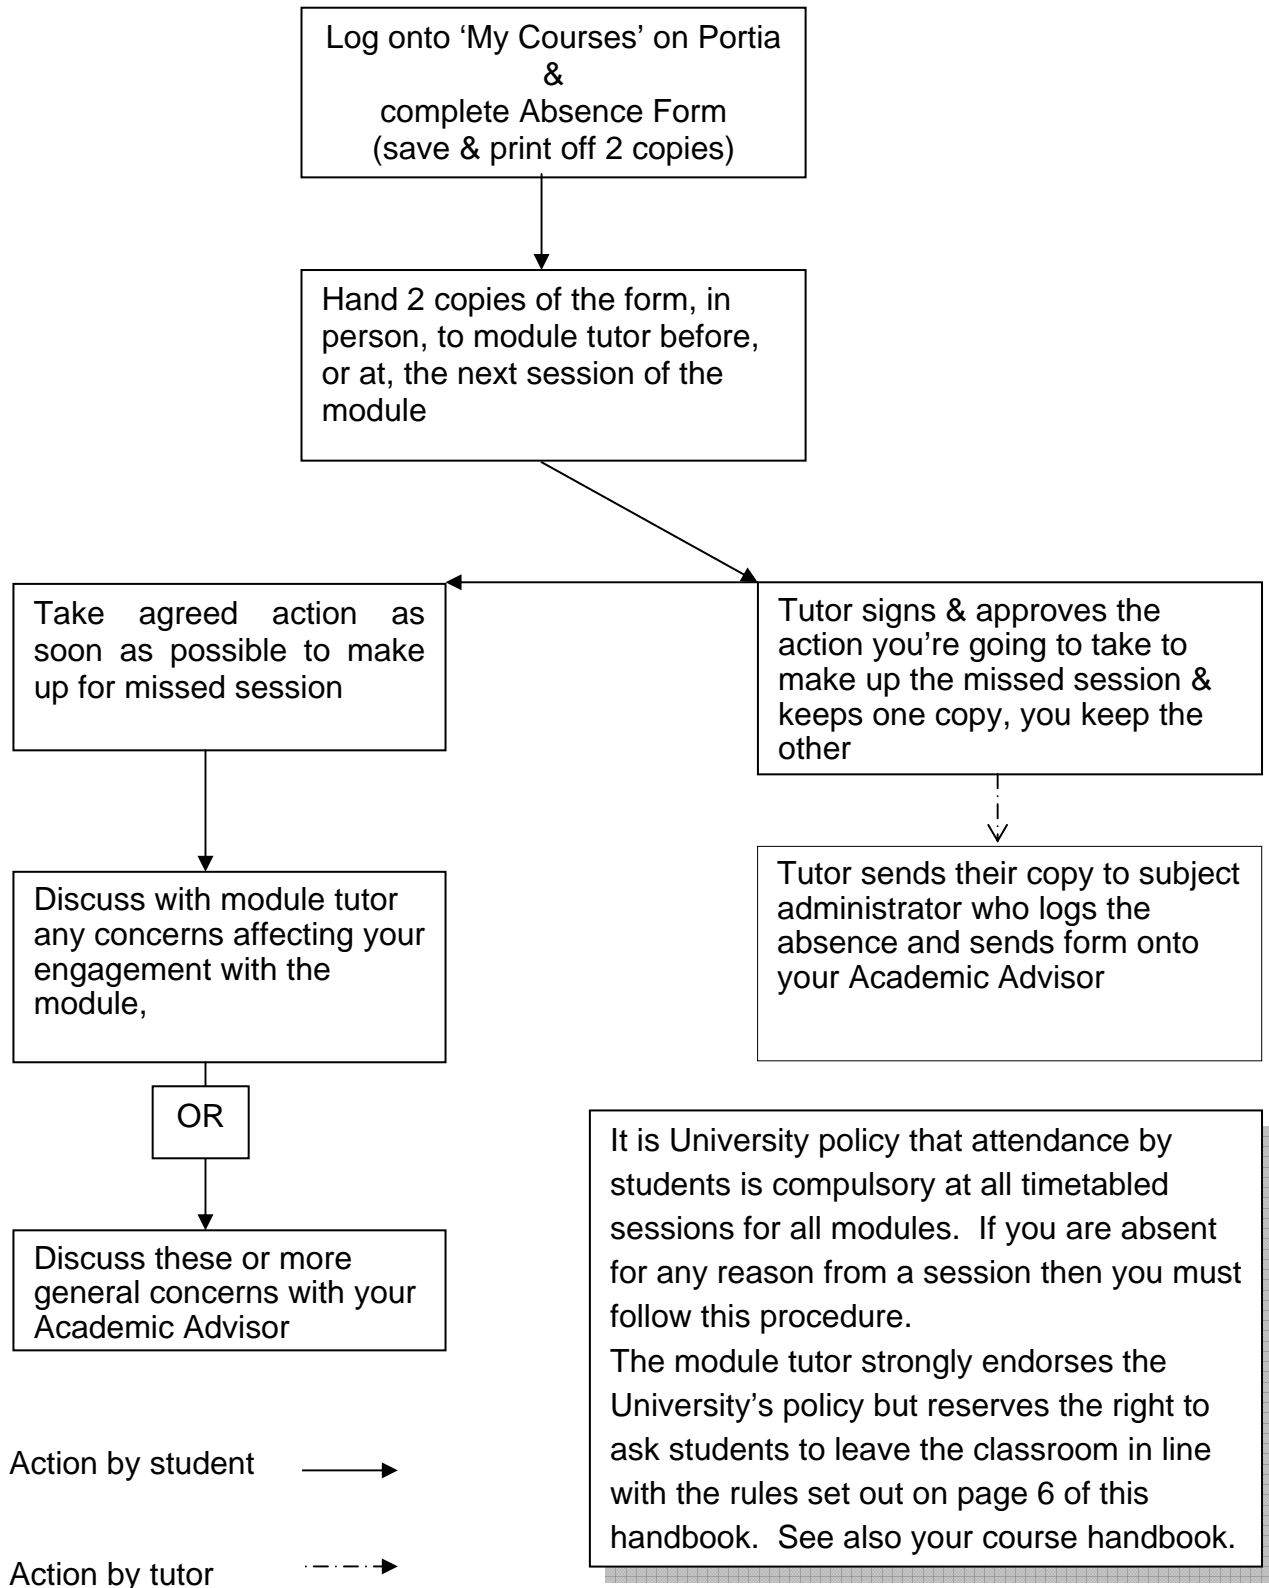 Log onto ‘My Courses’ on Portia
&
complete Absence Form
(save & print off 2 copies)
Hand 2 copies of the form, in
person, to module tutor before,
or at, the next session of the
module
Take agreed action as
soon as possible to make
up for missed session
Tutor signs & approves the
action you’re going to take to
make up the missed session &
keeps one copy, you keep the
other
Discuss with module tutor
any concerns affecting your
engagement with the
module,
Tutor sends their copy to subject
administrator who logs the
absence and sends form onto
your Academic Advisor
OR
Discuss these or more
general concerns with your
Academic Advisor
It is University policy that attendance by
students is compulsory at all timetabled
sessions for all modules.  If you are absent
for any reason from a session then you must
follow this procedure.
The module tutor strongly endorses the
University’s policy but reserves the right to
ask students to leave the classroom in line
with the rules set out on page 6 of this
handbook.  See also your course handbook.
Action by student
Action by tutor